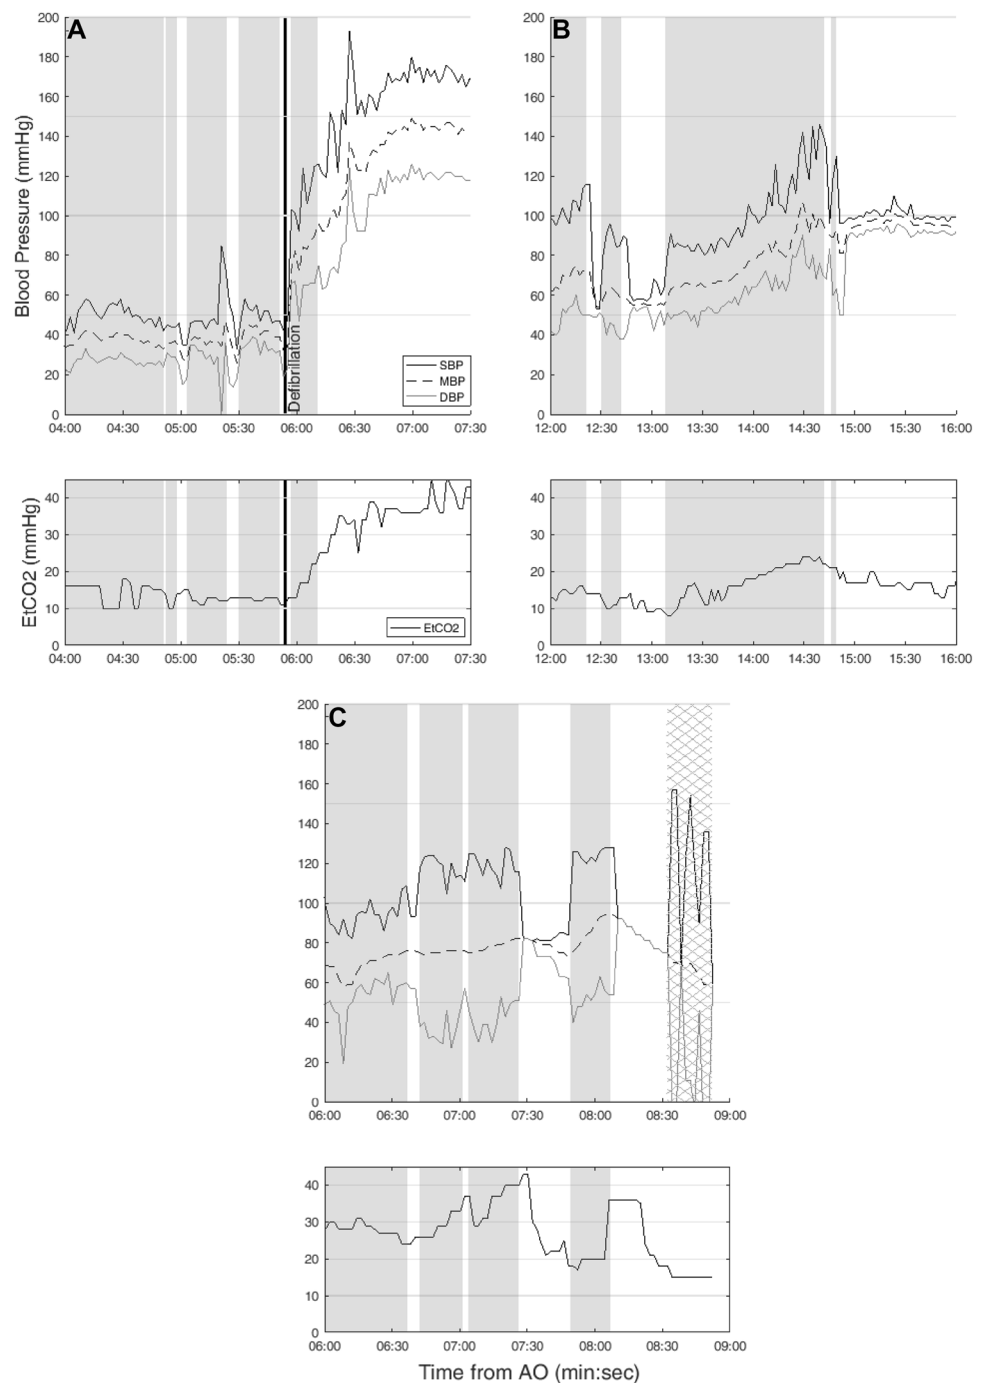 A
Blood Pressure (mmHg)
200
180
160
140
120
100
80
60
40
20
0
Defibrillation
SBP
MBP
DBP
04:00 04:30 05:00 05:30 06:00 06:30 07:00 07:30
B
200
180
160
140
120
100
80
60
40
20
0
12:00 12:30 13:00 13:30 14:00 14:30 15:00 15:30 16:00
EtCO2 (mmHg)
40
30
20
10
0
EtCO2
04:00 04:30 05:00 05:30 06:00 06:30 07:00 07:30
40
30
20
10
0
12:00 12:30 13:00 13:30 14:00 14:30 15:00 15:30 16:00
C
200
180
160
140
120
100
80
60
40
20
0
06:00 06:30 07:00 07:30 08:00 08:30 09:00
40
30
20
10
0
06:00 06:30 07:00 07:30 08:00 08:30 09:00
Time from AO (min:sec)